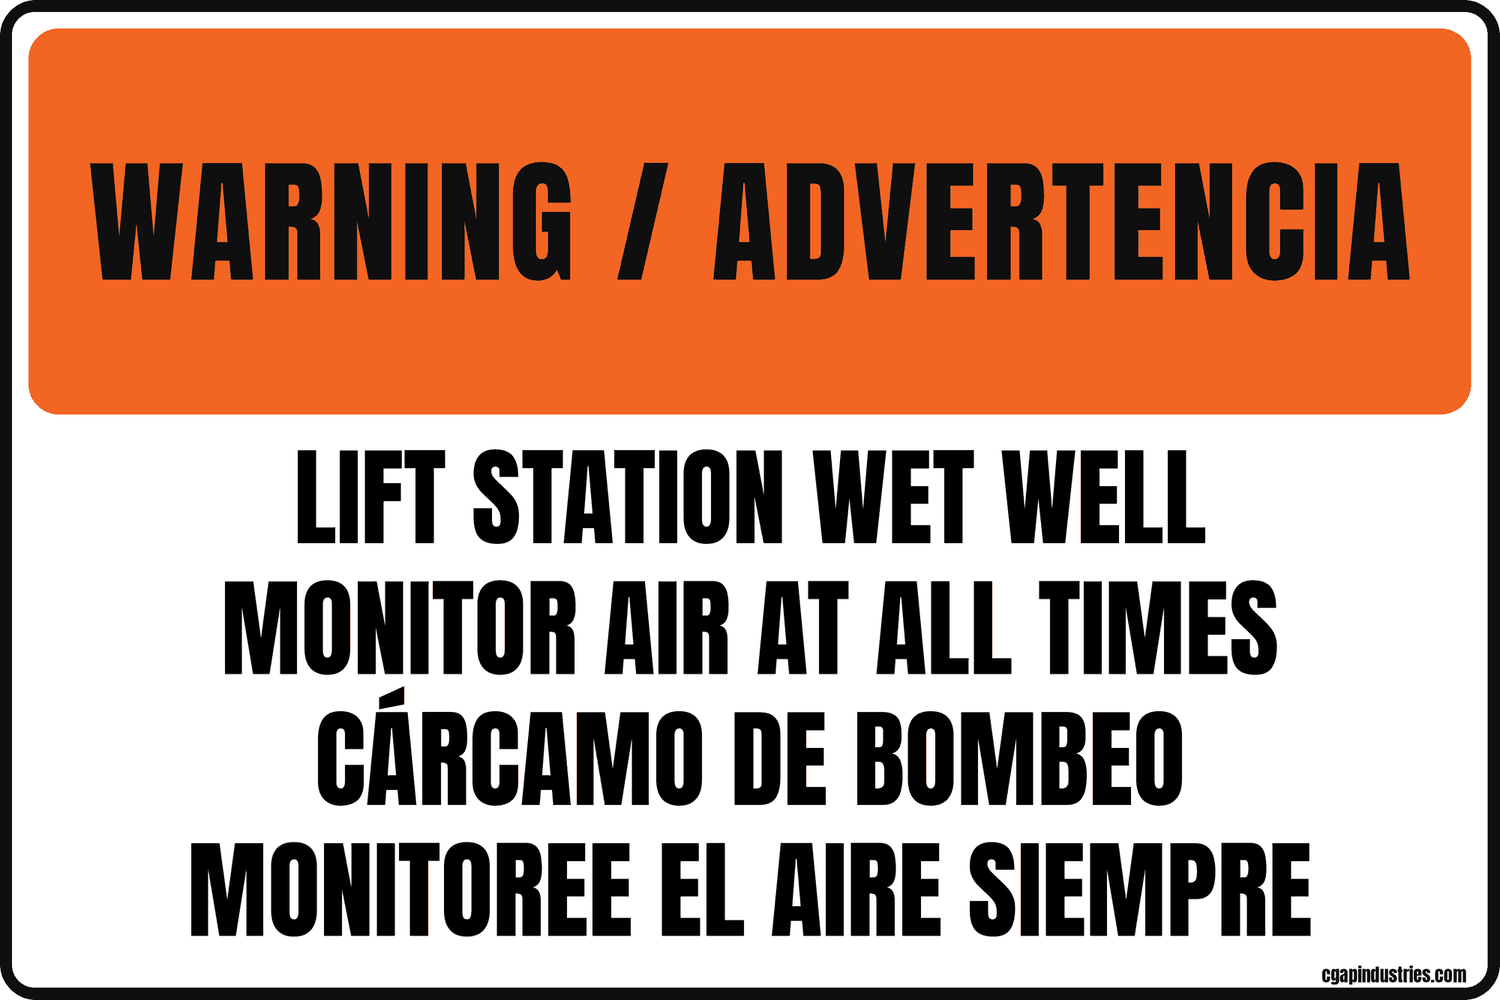 WARNING / ADVERTENCIA
LIFT STATION WET WELL
MONITOR AIR AT ALL TIMES
CÁRCAMO DE BOMBEO
MONITOREE EL AIRE SIEMPRE
cgapindustries.com